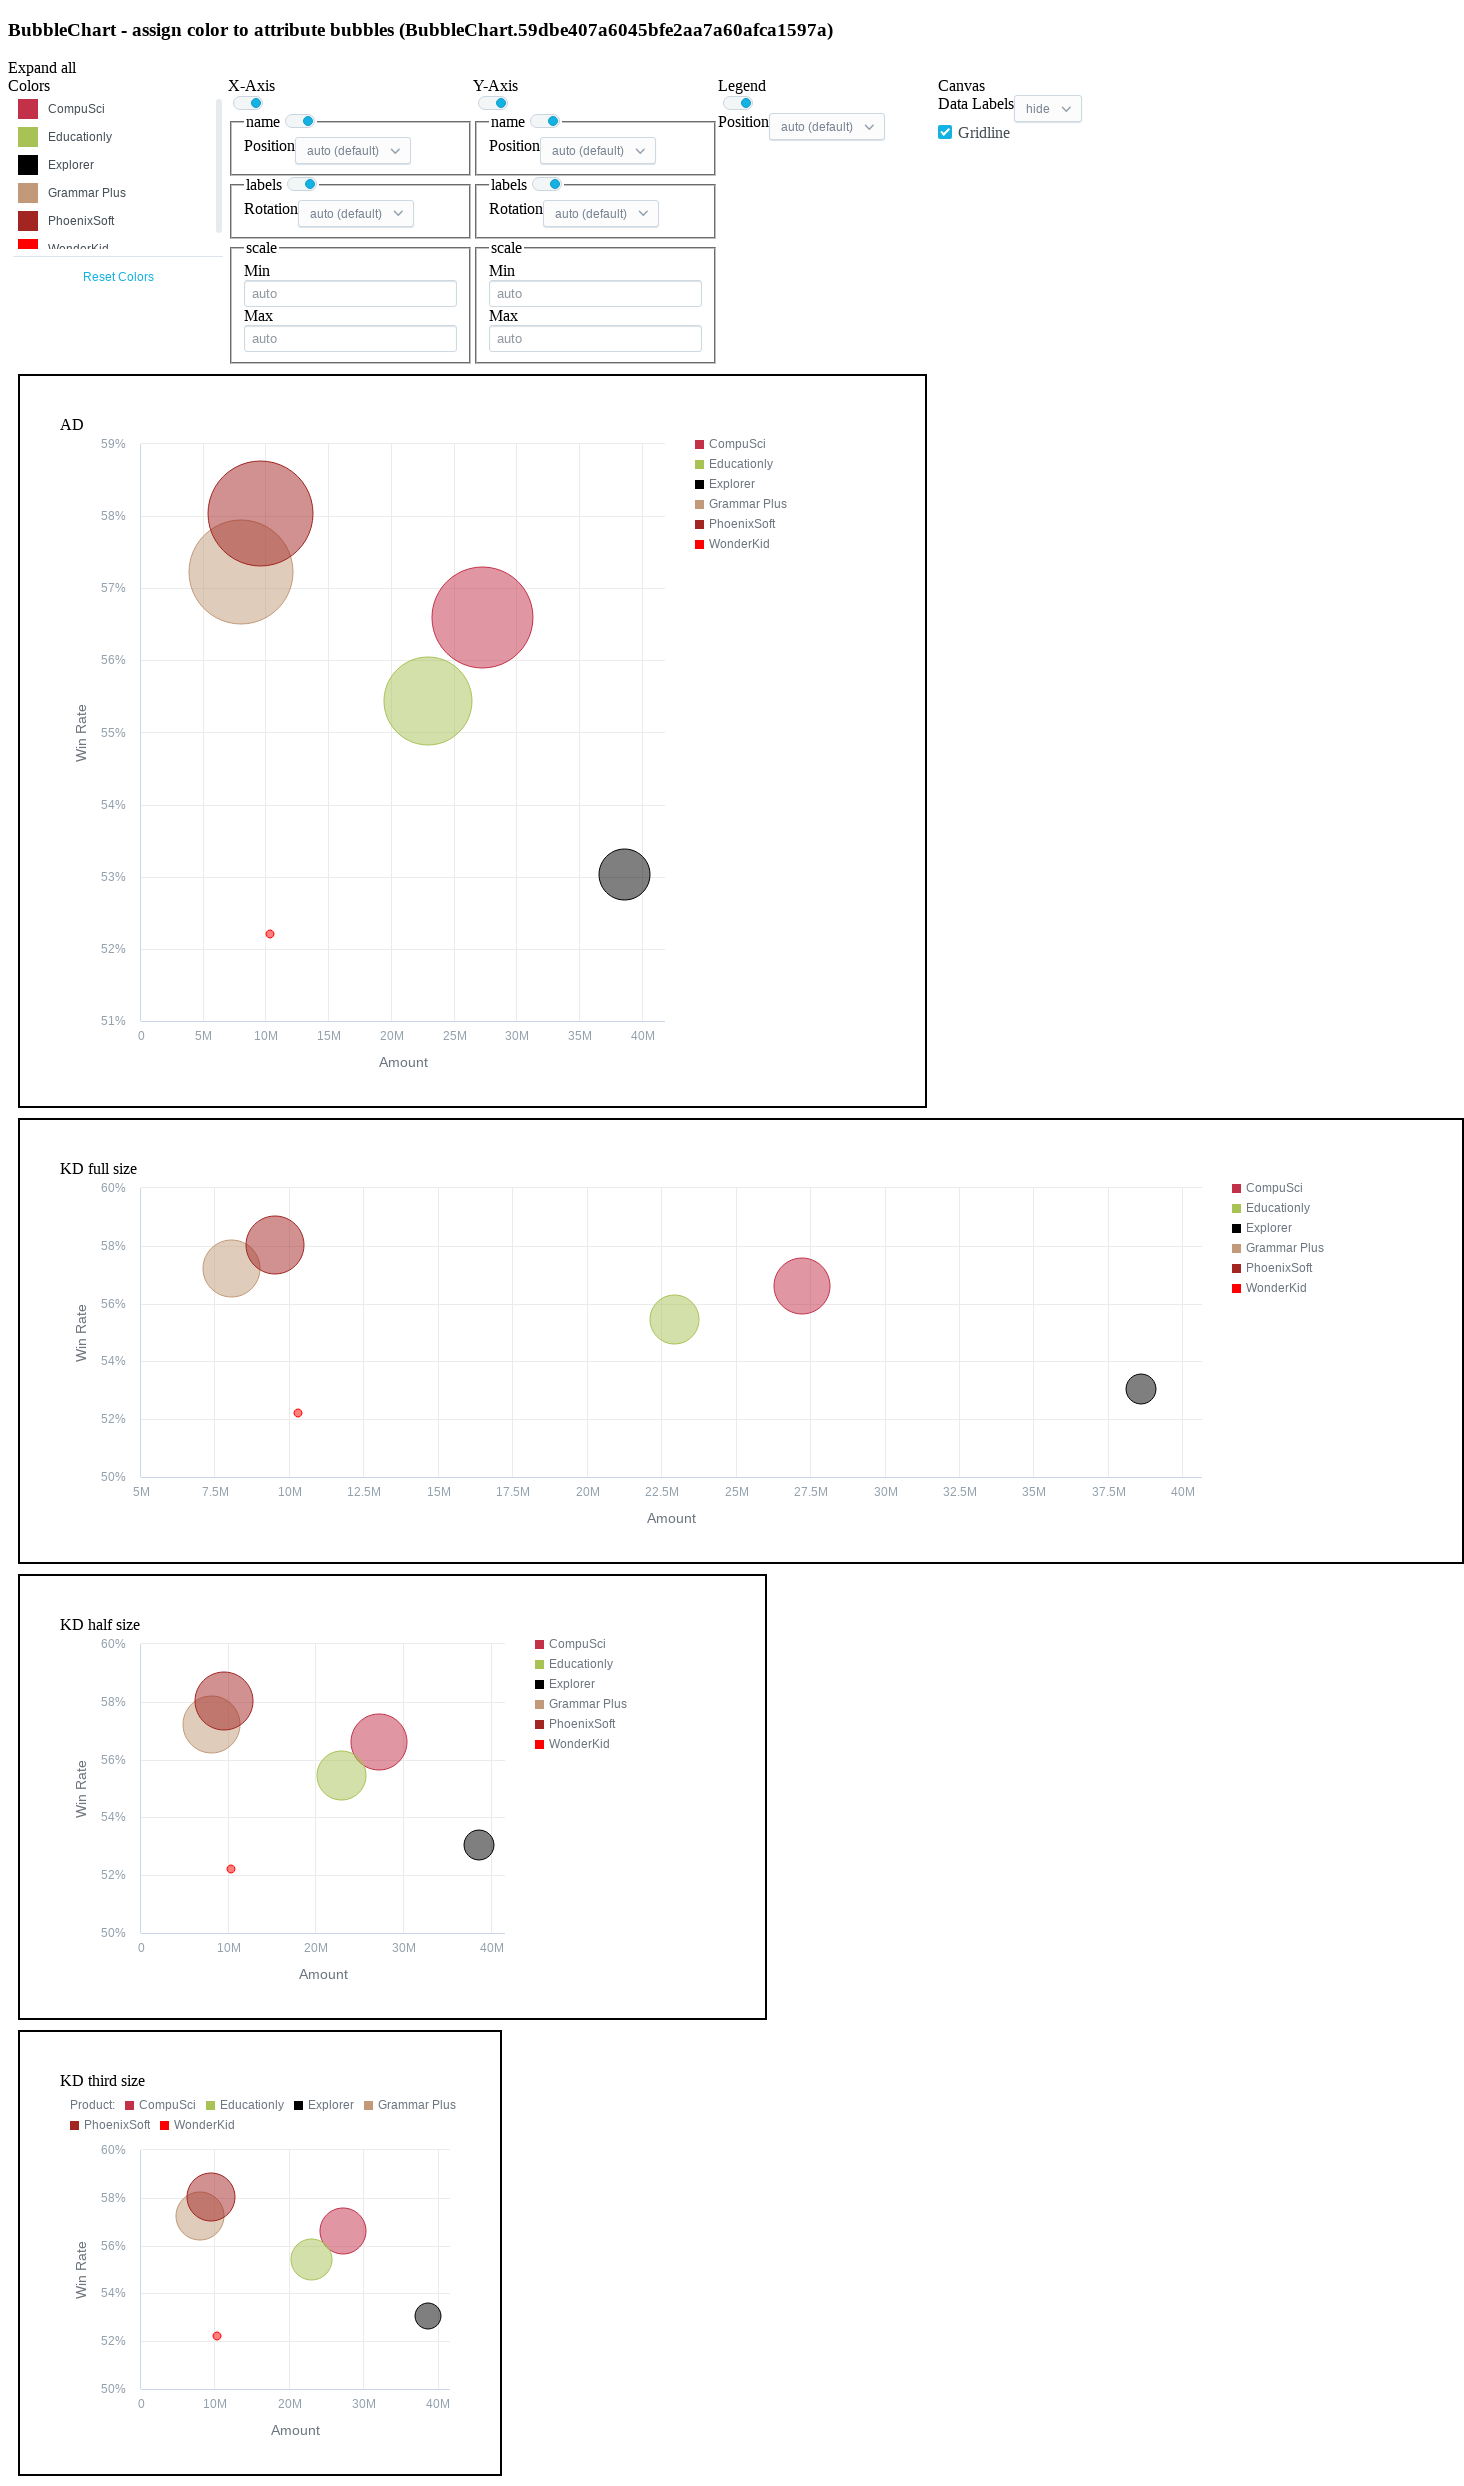 BubbleChart - assign color to attribute bubbles (BubbleChart.59dbe407a6045bfe2aa7a60afca1597a)
Expand all
Colors
CompuSci
Educationly
Explorer
Grammar Plus
PhoenixSoft
WonderKid
Reset Colors
X-Axis
name
Position auto (default)
labels
Rotation auto (default)
scale
Min
auto
Max
auto
Y-Axis
name
Position auto (default)
labels
Rotation auto (default)
scale
Min
auto
Max
auto
Legend
Position auto (default)
Canvas
Data Labels hide
Gridline
AD
59%
58%
57%
56%
55%
54%
53%
52%
51%
Win Rate
0 5M 10M 15M 20M 25M 30M 35M 40M
Amount
CompuSci
Educationly
Explorer
Grammar Plus
PhoenixSoft
WonderKid
KD full size
60%
58%
56%
54%
52%
50%
Win Rate
5M 7.5M 10M 12.5M 15M 17.5M 20M 22.5M 25M 27.5M 30M 32.5M 35M 37.5M 40M
Amount
CompuSci
Educationly
Explorer
Grammar Plus
PhoenixSoft
WonderKid
KD half size
60%
58%
56%
54%
52%
50%
Win Rate
0 10M 20M 30M 40M
Amount
CompuSci
Educationly
Explorer
Grammar Plus
PhoenixSoft
WonderKid
KD third size
Product: CompuSci Educationly Explorer Grammar Plus
PhoenixSoft WonderKid
60%
58%
56%
54%
52%
50%
Win Rate
0 10M 20M 30M 40M
Amount